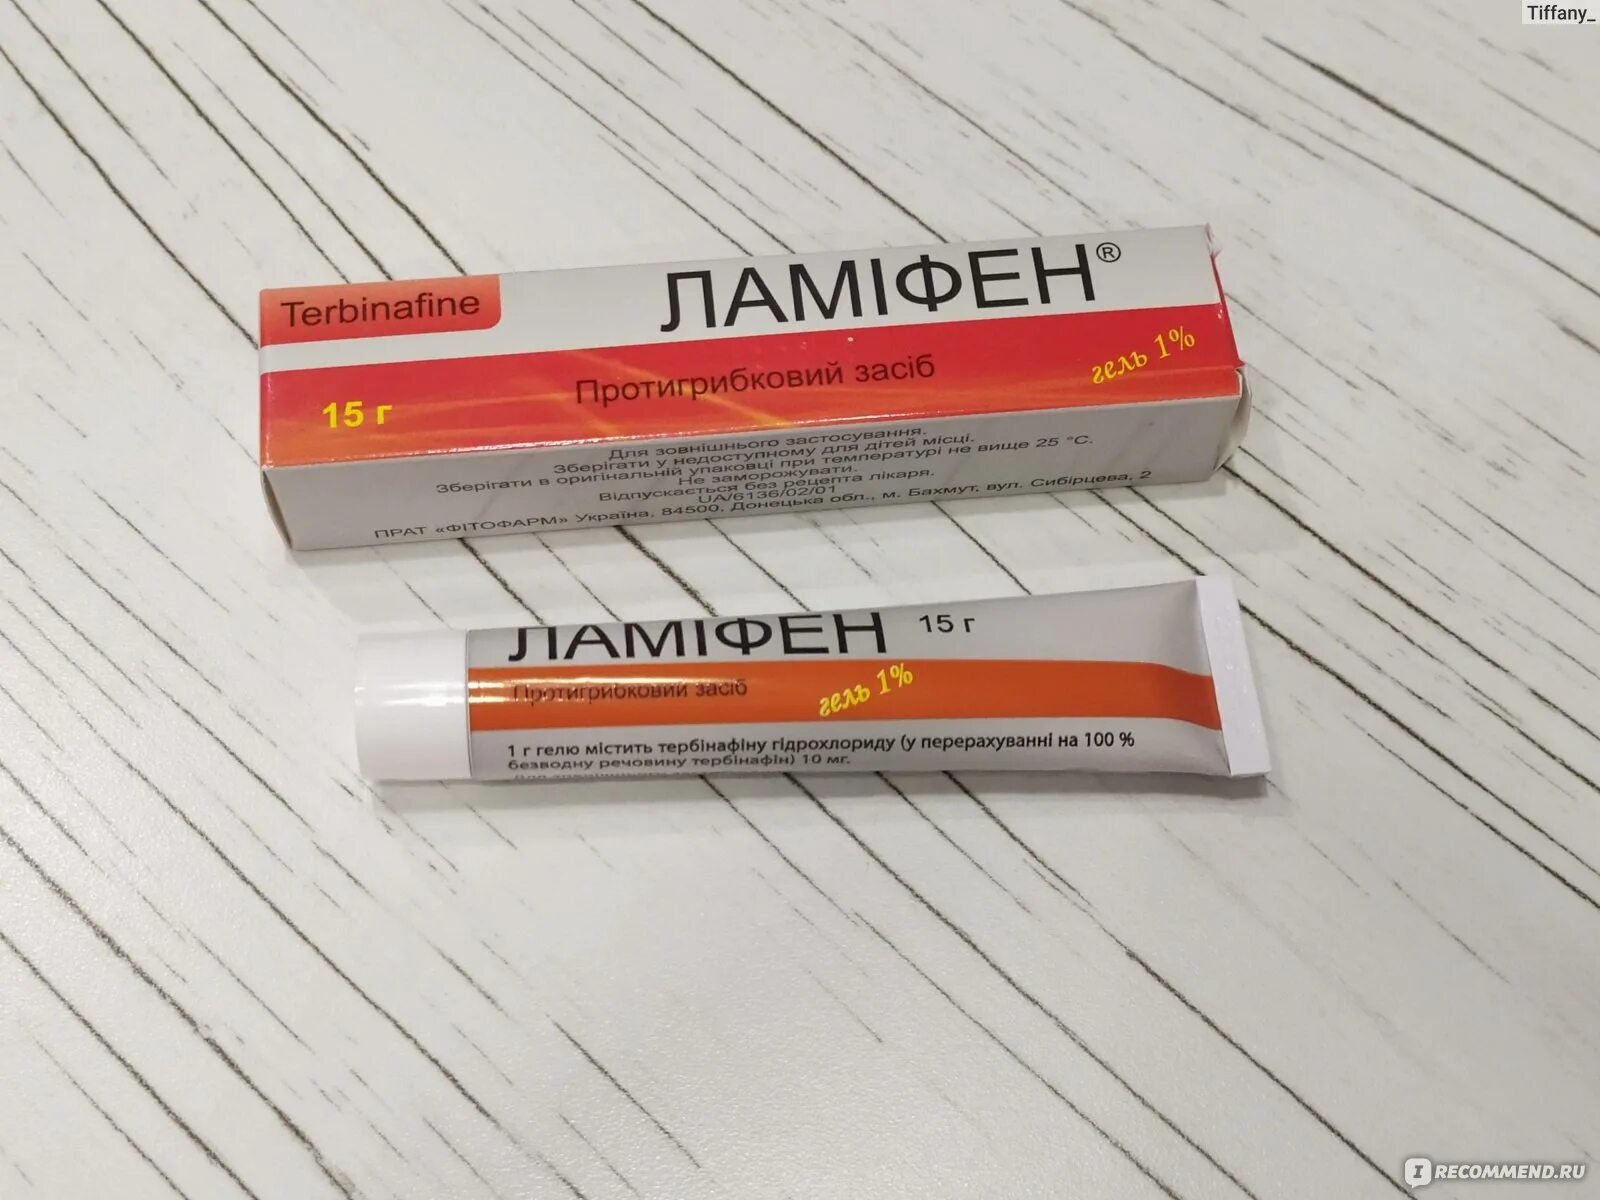 Tiffany_
Terbinafine
ЛАМІФЕН®
Протигрибковий засіб
гель 1%
15 г
Для зовнішнього застосування.
Зберігати у недоступному для дітей місці.
Зберігати в оригінальній упаковці при температурі не вище 25 °С.
Не заморожувати.
Відпускається без рецепта лікаря.
UA/6136/02/01
ПРАТ «ФІТОФАРМ» Україна, 84500, Донецька обл., м. Бахмут, вул. Сибірцева, 2
ЛАМІФЕН 15 г
Протигрибковий засіб
гель 1%
1 г гелю містить тербінафіну гідрохлориду (у перерахуванні на 100 %
безводну речовину тербінафін) 10 мг.
IRECOMMEND.RU